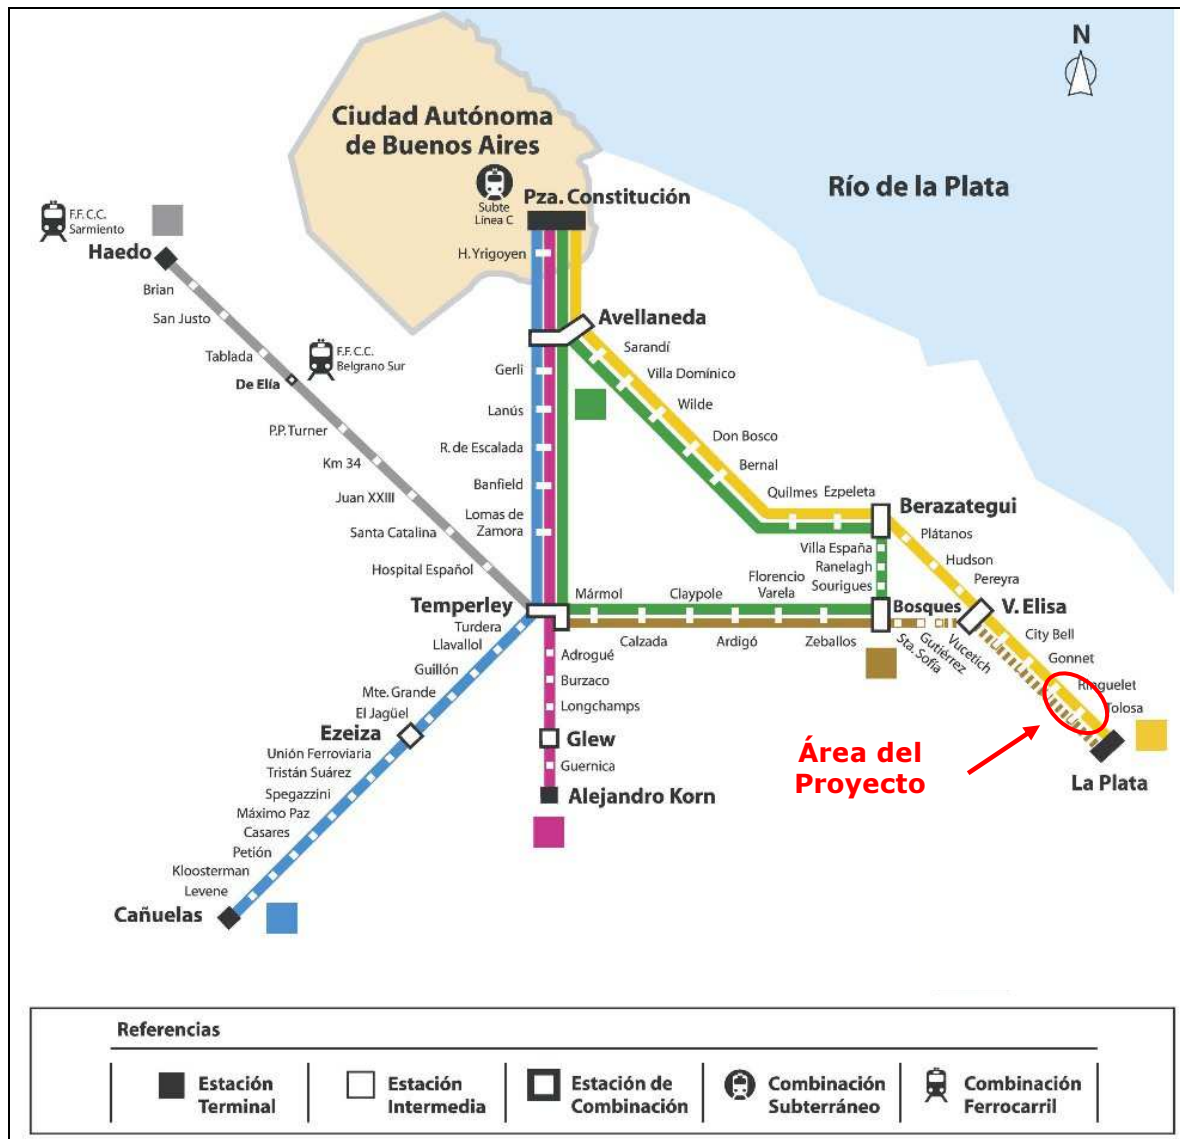 N
Ciudad Autónoma
de Buenos Aires
Río de la Plata
Subte
Línea C
Pza. Constitución
F.F.C.C.
Sarmiento
Haedo
H. Yrigoyen
Brian
San Justo
Tablada
De Elía
F.F.C.C.
Belgrano Sur
P.P. Turner
Km 34
Juan XXIII
Santa Catalina
Hospital Español
Avellaneda
Gerli
Lanús
R. de Escalada
Banfield
Lomas de
Zamora
Sarandí
Villa Domínico
Wilde
Don Bosco
Bernal
Quilmes
Ezpeleta
Berazategui
Plátanos
Hudson
Pereyra
Villa España
Ranelagh
Sourigues
Temperley
Mármol
Claypole
Florencio
Varela
Bosques
V. Elisa
Calzada
Ardigó
Zeballos
Sta. Sofía
Gutiérrez
Vucetich
City Bell
Gonnet
Ringuelet
Tolosa
La Plata
Área del
Proyecto
Turdera
Llavallol
Guillón
Mte. Grande
El Jagüel
Ezeiza
Unión Ferroviaria
Tristán Suárez
Spegazzini
Máximo Paz
Casares
Petión
Kloosterman
Levene
Cañuelas
Adrogué
Burzaco
Longchamps
Glew
Guernica
Alejandro Korn
Referencias
Estación
Terminal
Estación
Intermedia
Estación de
Combinación
Combinación
Subterráneo
Combinación
Ferrocarril